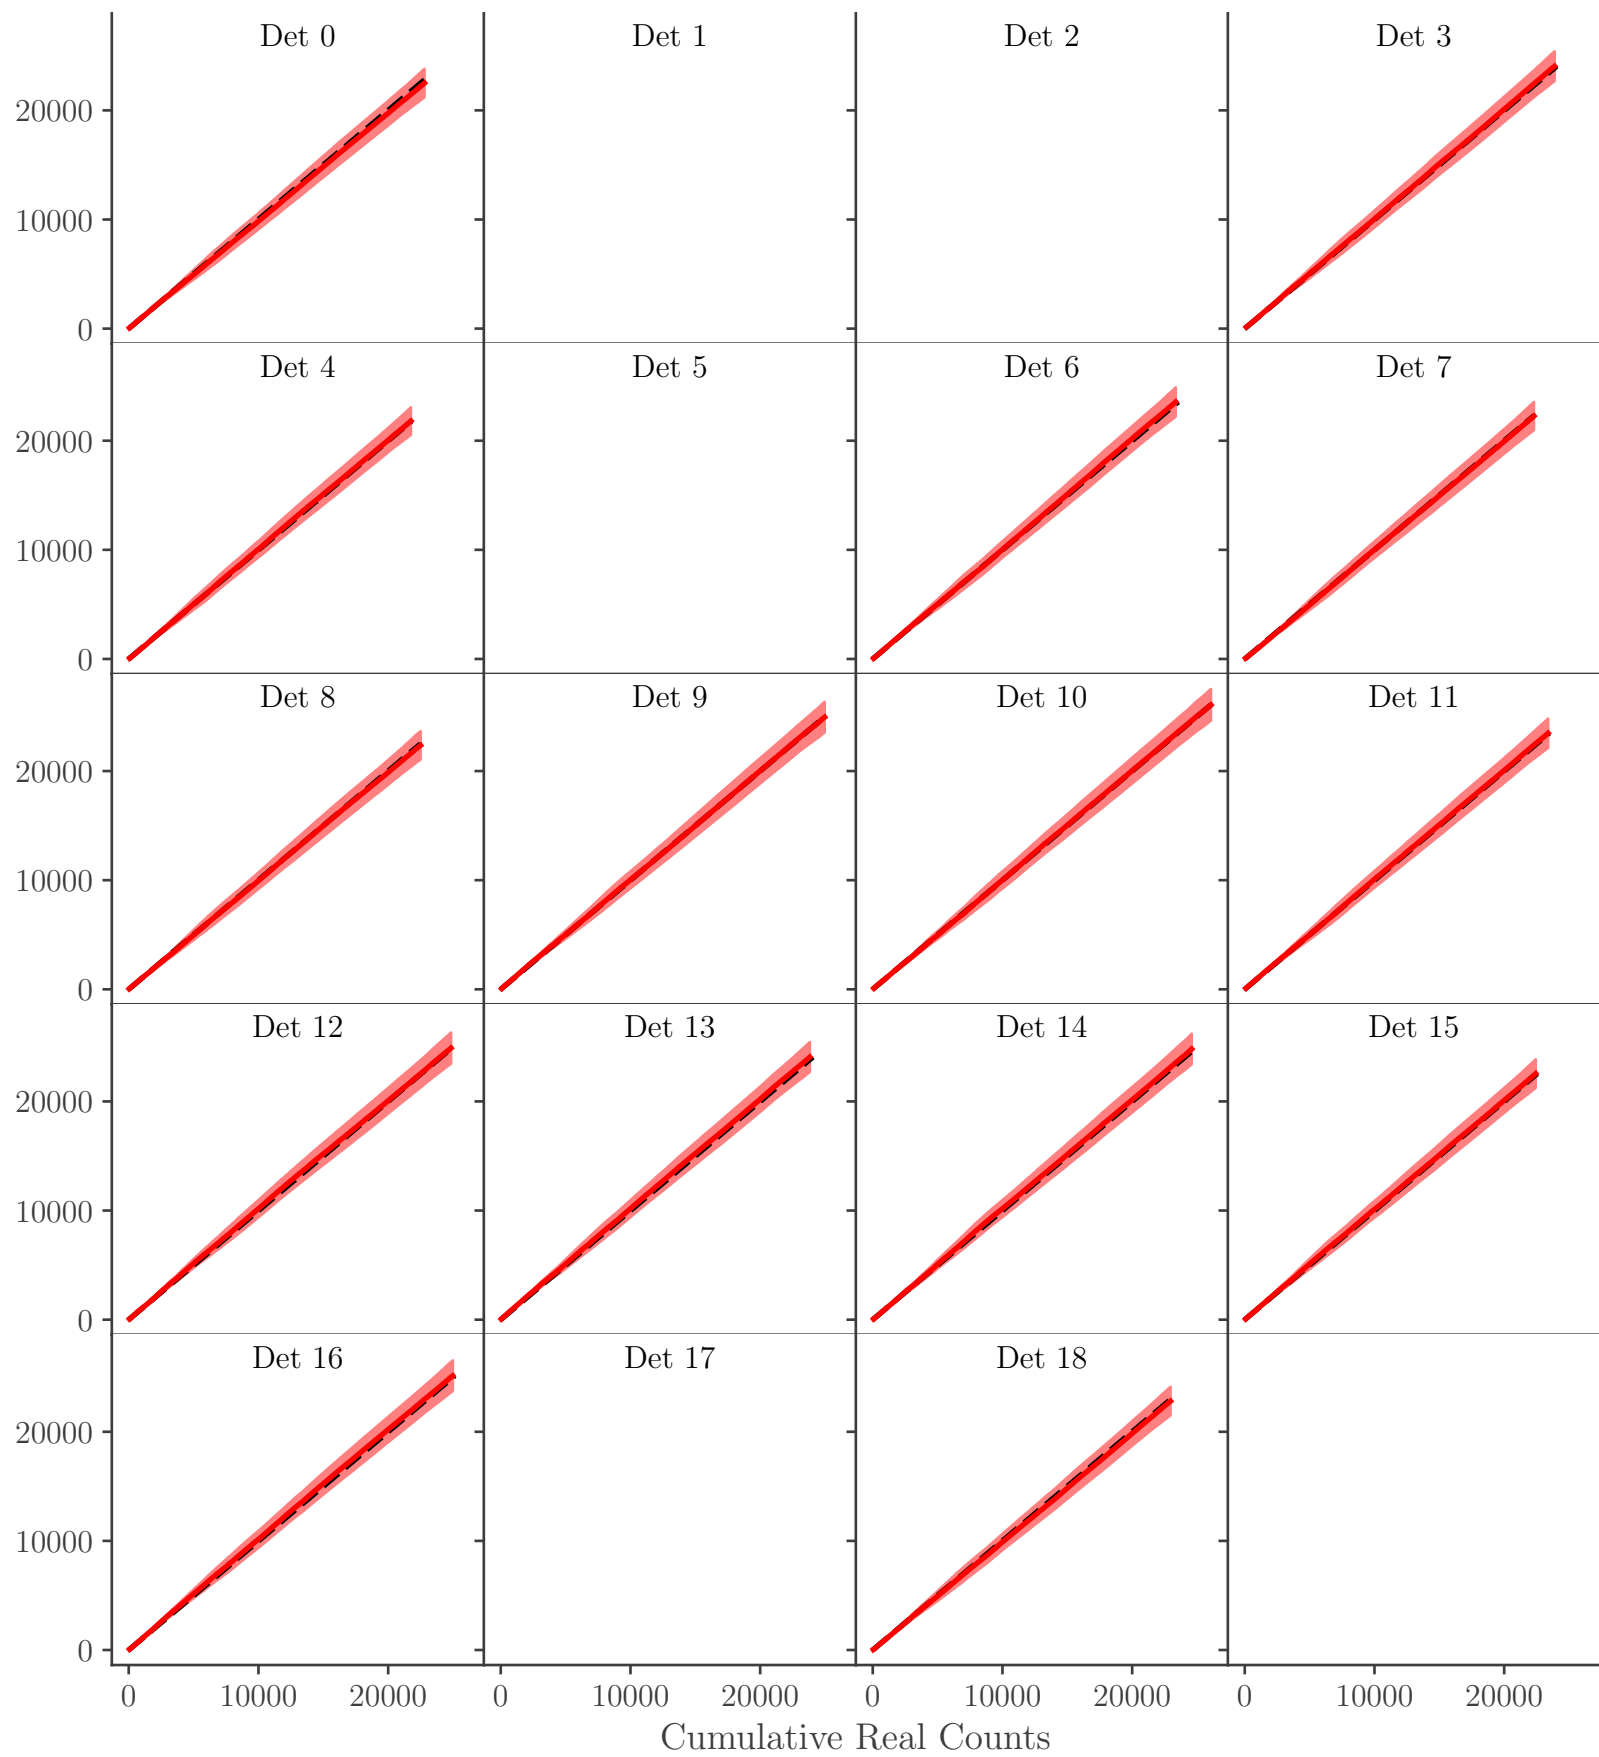 Det 0 Det 1 Det 2 Det 3
20000
10000
0
Det 4 Det 5 Det 6 Det 7
20000
10000
0
Det 8 Det 9 Det 10 Det 11
20000
10000
0
Det 12 Det 13 Det 14 Det 15
20000
10000
0
Det 16 Det 17 Det 18
20000
10000
0
0 10000 20000 0 10000 20000 0 10000 20000 0 10000 20000
Cumulative Real Counts